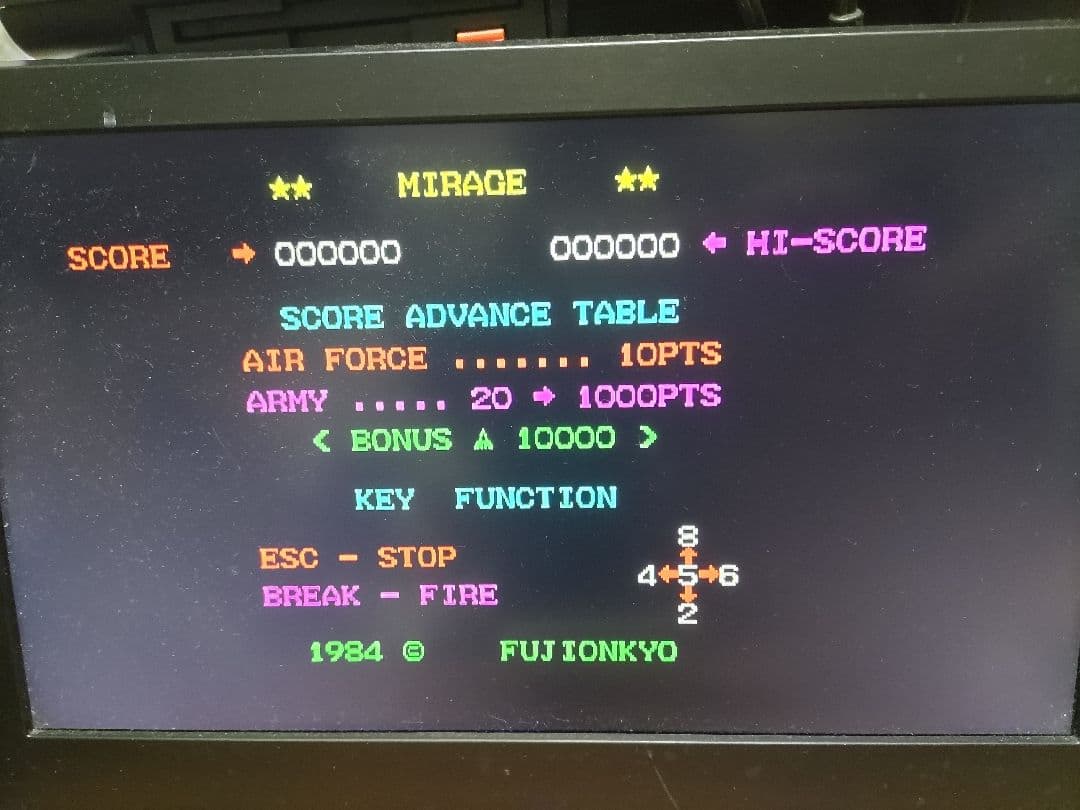 ★★ MIRAGE ★★
SCORE → 000000 000000 ← HI-SCORE
SCORE ADVANCE TABLE
AIR FORCE ....... 10PTS
ARMY ..... 20 → 1000PTS
< BONUS 10000 >
KEY FUNCTION
8
ESC - STOP
4←5→6
BREAK - FIRE
2
1984 © FUJIONKYO